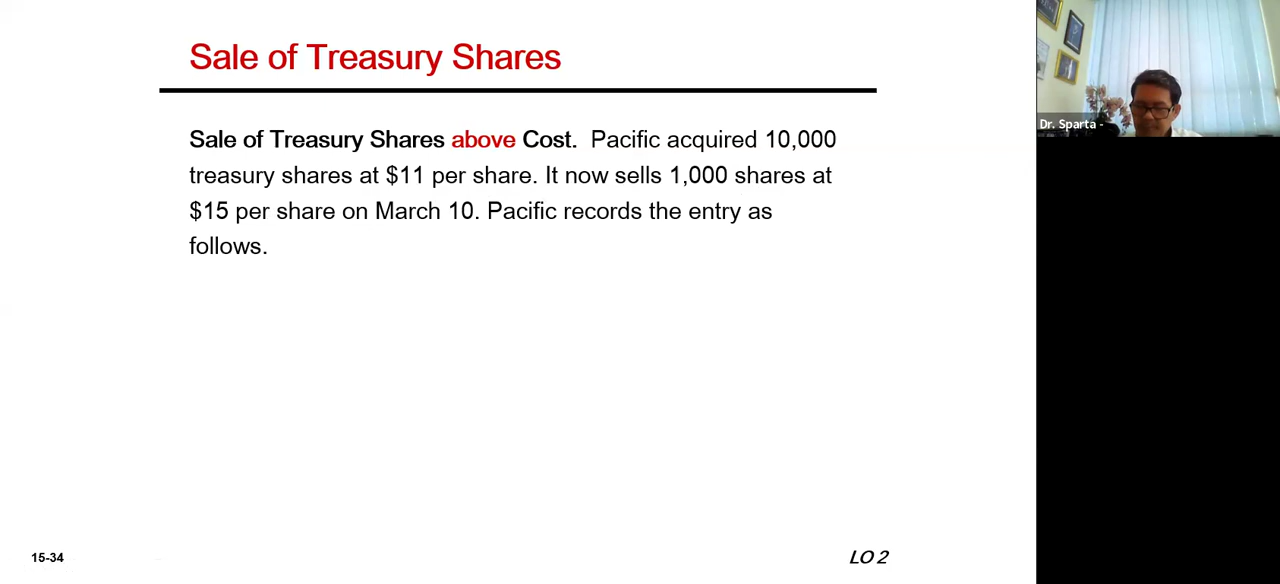 Sale of Treasury Shares
Sale of Treasury Shares above Cost. Pacific acquired 10,000
treasury shares at $11 per share. It now sells 1,000 shares at
$15 per share on March 10. Pacific records the entry as
follows.
15-34
LO 2
Dr. Sparta -